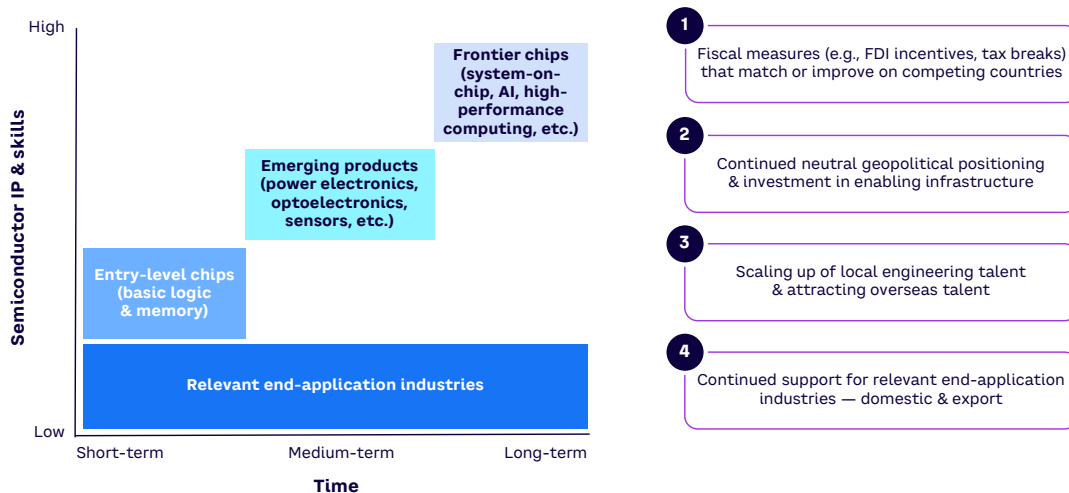 High
Semiconductor IP & skills
Frontier chips
(system-on-
chip, AI, high-
performance
computing, etc.)
Emerging products
(power electronics,
optoelectronics,
sensors, etc.)
Entry-level chips
(basic logic
& memory)
Relevant end-application industries
Low
Short-term
Medium-term
Long-term
Time
1
Fiscal measures (e.g., FDI incentives, tax breaks)
that match or improve on competing countries
2
Continued neutral geopolitical positioning
& investment in enabling infrastructure
3
Scaling up of local engineering talent
& attracting overseas talent
4
Continued support for relevant end-application
industries — domestic & export